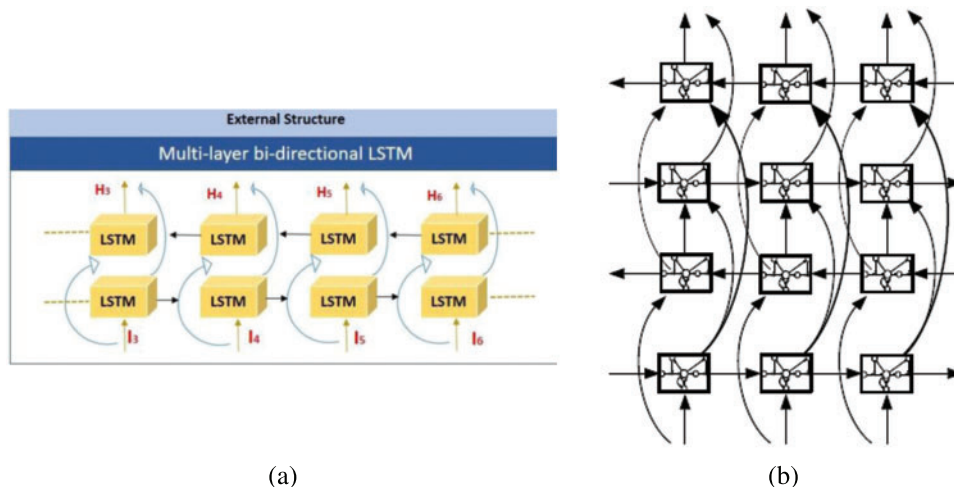 External Structure
Multi-layer bi-directional LSTM
H3 H4 H5 H6
LSTM LSTM LSTM LSTM
LSTM LSTM LSTM LSTM
I3 I4 I5 I6
(a) (b)